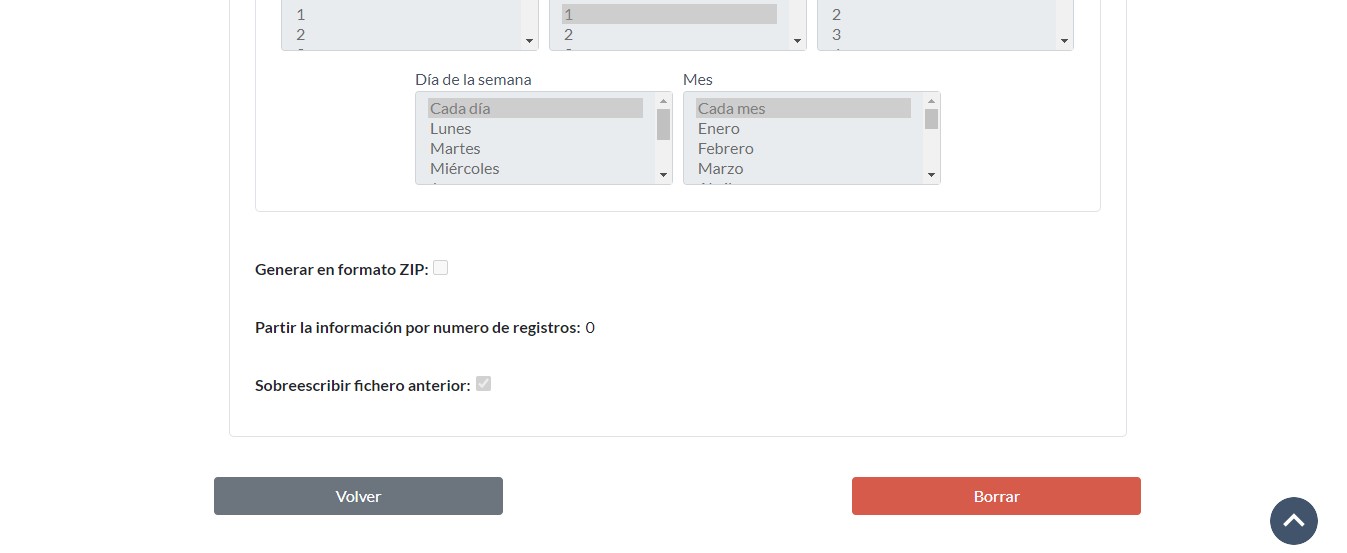 1
2
1
2
2
3
Día de la semana
Mes
Cada día
Lunes
Martes
Miércoles
Cada mes
Enero
Febrero
Marzo
Generar en formato ZIP:
Partir la información por numero de registros: 0
Sobreescribir fichero anterior:
Volver
Borrar